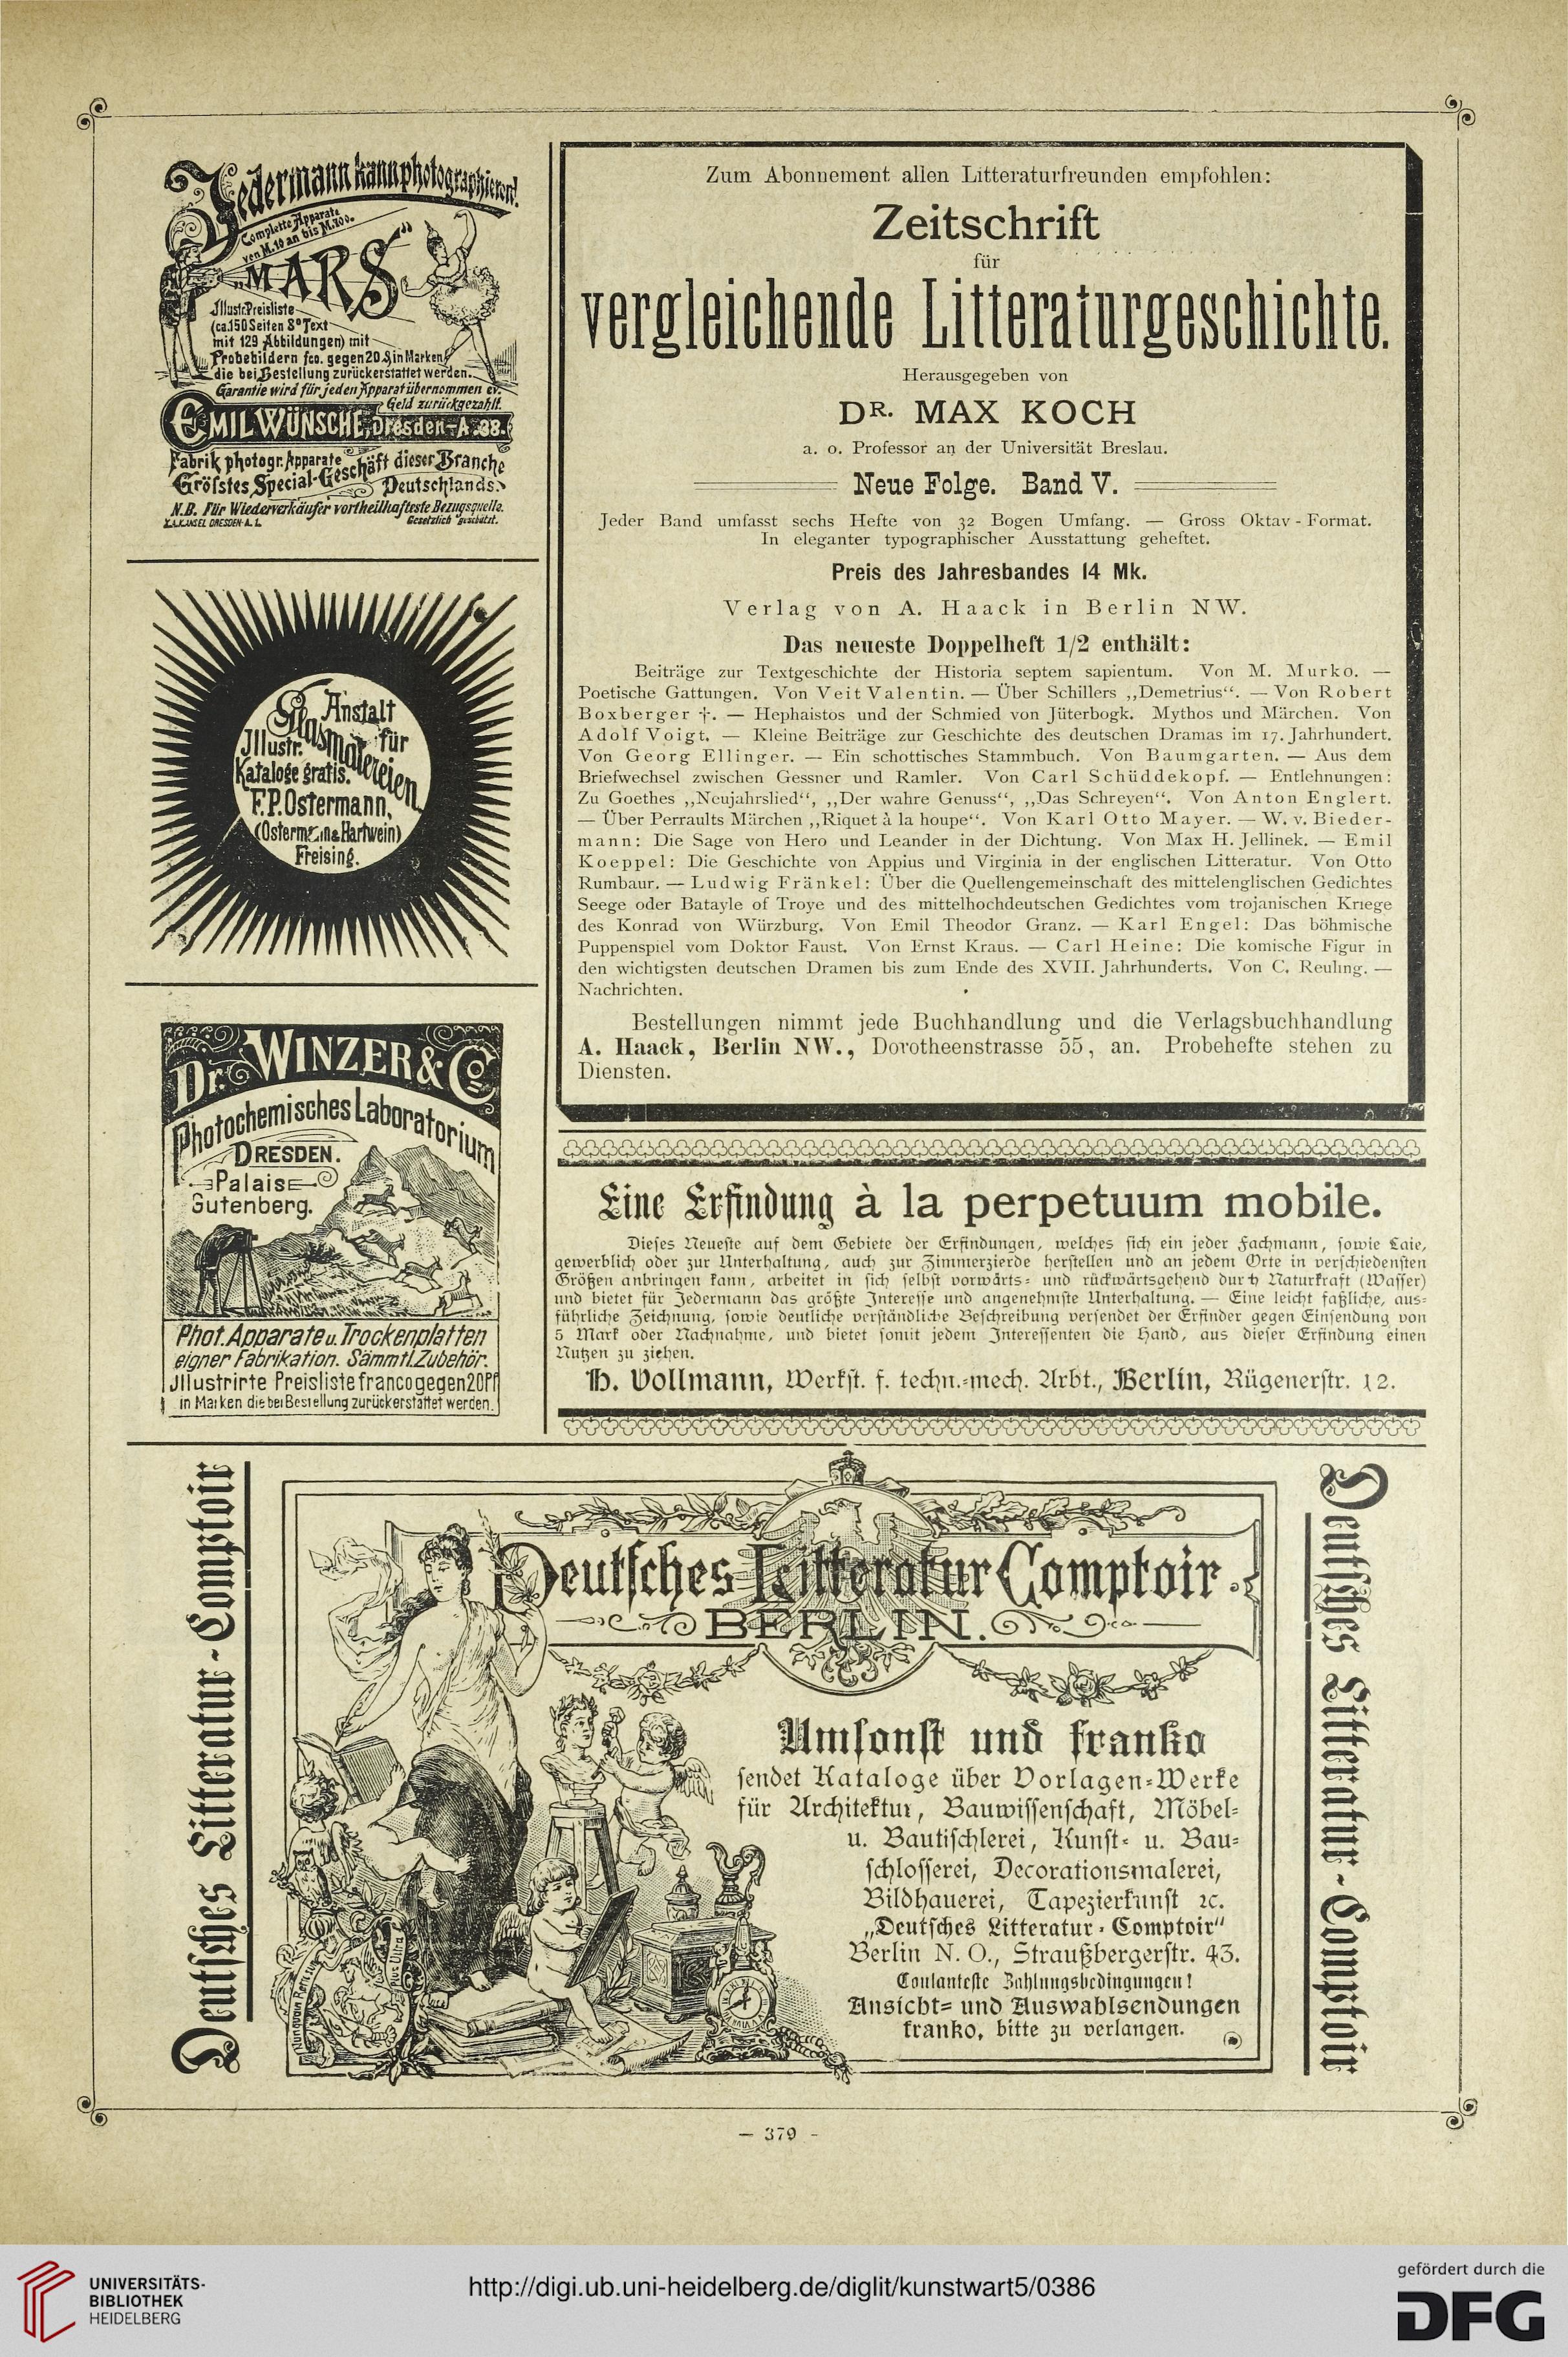 Jedermann kann photographieren!
Complette Apparate
von M. 10 an bis M. 300.
„MARS“
Jllustr. Preisliste
(ca. 150 Seiten 8° Text
mit 129 Abbildungen) mit
Probebildern fco. gegen 20 ₰ in Marken,
die bei Bestellung zurückerstattet werden.
Garantie wird für jeden Apparat übernommen ev.
Geld zurückgezahlt.
EMIL WÜNSCHE, Dresden-A. 38.
Fabrik photogr. Apparate
Grösstes Special-Geschäft dieser Branche
Deutschlands.
N.B. Für Wiederverkäufer vortheilhafteste Bezugsquelle.
Gesetzlich geschützt.
Glasmalereien
Anstalt
für
Jllustr.
Kataloge gratis.
F.P. Ostermann,
(Ostermann & Hartwein)
Freising.
Dr. WINZER & Co
Photochemisches Laboratorium
DRESDEN.
Palais
Gutenberg.
Phot. Apparate u. Trockenplatten
eigner Fabrikation. Sämmtl. Zubehör.
Jllustrirte Preisliste franco gegen 20 Pf
in Marken die bei Bestellung zurückerstattet werden.
Zum Abonnement allen Litteraturfreunden empfohlen:
Zeitschrift
für
vergleichende Litteraturgeschichte.
Herausgegeben von
DR. MAX KOCH
a. o. Professor an der Universität Breslau.
Neue Folge. Band V.
Jeder Band umfasst sechs Hefte von 32 Bogen Umfang. — Gross Oktav-Format.
In eleganter typographischer Ausstattung geheftet.
Preis des Jahresbandes 14 Mk.
Verlag von A. Haack in Berlin NW.
Das neueste Doppelheft 1/2 enthält:
Beiträge zur Textgeschichte der Historia septem sapientum. Von M. Murko. —
Poetische Gattungen. Von Veit Valentin. — Über Schillers „Demetrius“. — Von Robert
Boxberger †. — Hephaistos und der Schmied von Jüterbogk. Mythos und Märchen. Von
Adolf Voigt. — Kleine Beiträge zur Geschichte des deutschen Dramas im 17. Jahrhundert.
Von Georg Ellinger. — Ein schottisches Stammbuch. Von Baumgarten. — Aus dem
Briefwechsel zwischen Gessner und Ramler. Von Carl Schüddekopf. — Entlehnungen:
Zu Goethes „Neujahrslied“, „Der wahre Genuss“, „Das Schreyen“. Von Anton Englert.
— Über Perraults Märchen „Riquet à la houpe“. Von Karl Otto Mayer. — W. v. Bieder-
mann: Die Sage von Hero und Leander in der Dichtung. Von Max H. Jellinek. — Emil
Koeppel: Die Geschichte von Appius und Virginia in der englischen Litteratur. Von Otto
Rumbaur. — Ludwig Fränkel: Über die Quellengemeinschaft des mittelenglischen Gedichtes
Seege oder Batayle of Troye und des mittelhochdeutschen Gedichtes vom trojanischen Kriege
des Konrad von Würzburg. Von Emil Theodor Granz. — Karl Engel: Das böhmische
Puppenspiel vom Doktor Faust. Von Ernst Kraus. — Carl Heine: Die komische Figur in
den wichtigsten deutschen Dramen bis zum Ende des XVII. Jahrhunderts. Von C. Reuling. —
Nachrichten.
Bestellungen nimmt jede Buchhandlung und die Verlagsbuchhandlung
A. Haack, Berlin NW., Dorotheenstrasse 55, an. Probehefte stehen zu
Diensten.
Eine Erfindung à la perpetuum mobile.
Dieses Neueste auf dem Gebiete der Erfindungen, welches sich ein jeder Fachmann, sowie Laie,
gewerblich oder zur Unterhaltung, auch zur Zimmerzierde herstellen und an jedem Orte in verschiedensten
Größen anbringen kann, arbeitet in sich selbst vorwärts- und rückwärtsgehend durch Naturkraft (Wasser)
und bietet für Jedermann das größte Interesse und angenehmste Unterhaltung. — Eine leicht faßliche, aus-
führliche Zeichnung, sowie deutliche verständliche Beschreibung versendet der Erfinder gegen Einsendung von
5 Mark oder Nachnahme, und bietet somit jedem Interessenten die Hand, aus dieser Erfindung einen
Nutzen zu ziehen.
H. Vollmann, Werkst. f. techn.-mech. Arbt., Berlin, Rügenerstr. 12.
Deutsches Litteratur-Comptoir
Deutsches Litteratur Comptoir.
BERLIN.
Nunquam Retrorsum
Plus Ultra
Umsonst und franko
sendet Kataloge über Vorlagen-Werke
für Architektur, Bauwissenschaft, Möbel-
u. Bautischlerei, Kunst- u. Bau-
schlosserei, Decorationsmalerei,
Bildhauerei, Tapezierkunst ꝛc.
„Deutsches Litteratur-Comptoir“
Berlin N. O., Straußbergerstr. 43.
Coulanteste Zahlungsbedingungen!
Ansicht- und Auswahlsendungen
franko, bitte zu verlangen.
Deutsches Litteratur-Comptoir
— 379 -
UNIVERSITÄTS-
BIBLIOTHEK
HEIDELBERG
http://digi.ub.uni-heidelberg.de/diglit/kunstwart5/0386
gefördert durch die
DFG